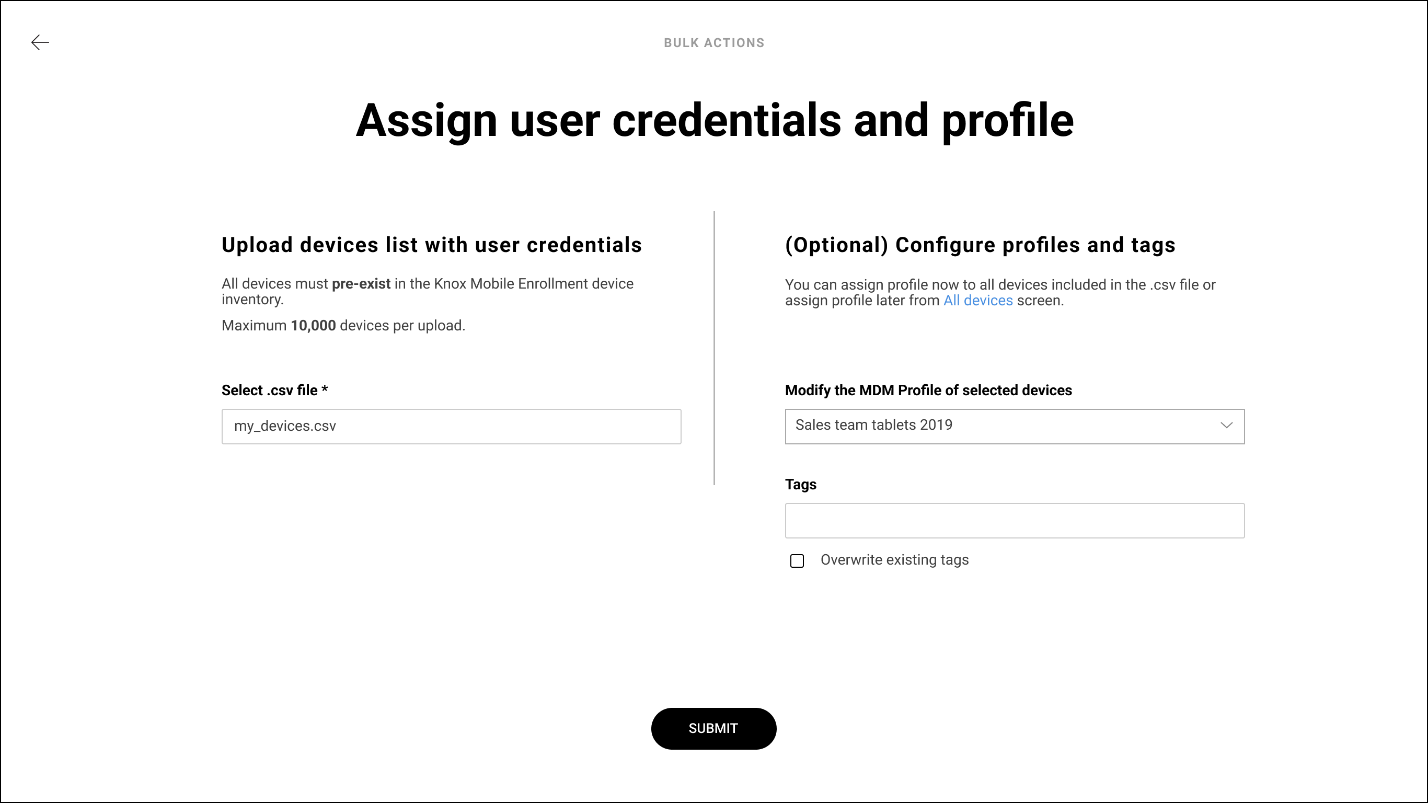 BULK ACTIONS
Assign user credentials and profile
Upload devices list with user credentials
All devices must pre-exist in the Knox Mobile Enrollment device
inventory.
Maximum 10,000 devices per upload.
Select .csv file *
my_devices.csv
(Optional) Configure profiles and tags
You can assign profile now to all devices included in the .csv file or
assign profile later from All devices screen.
Modify the MDM Profile of selected devices
Sales team tablets 2019
Tags
Overwrite existing tags
SUBMIT